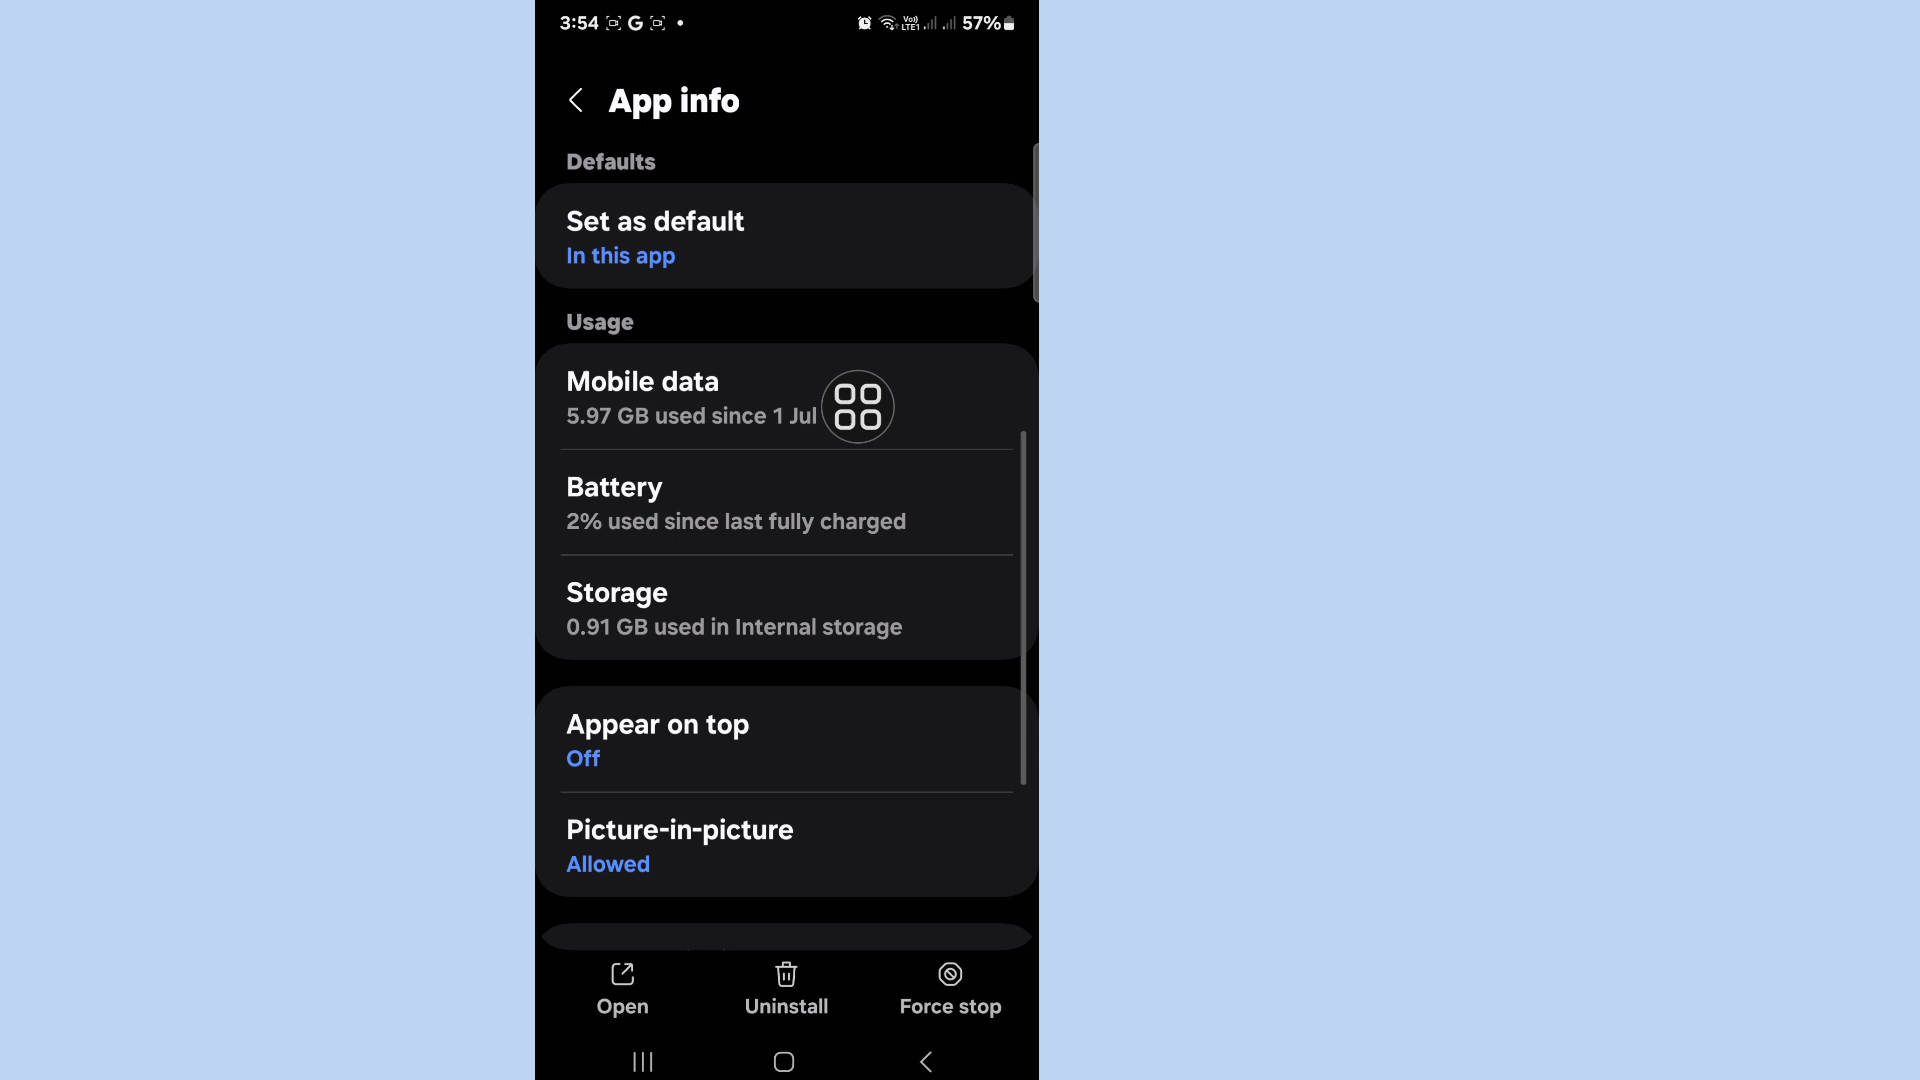 3:54 G 57%
Vo))
LTE1
App info
Defaults
Set as default
In this app
Usage
Mobile data
5.97 GB used since 1 Jul
Battery
2% used since last fully charged
Storage
0.91 GB used in Internal storage
Appear on top
Off
Picture-in-picture
Allowed
Open Uninstall Force stop